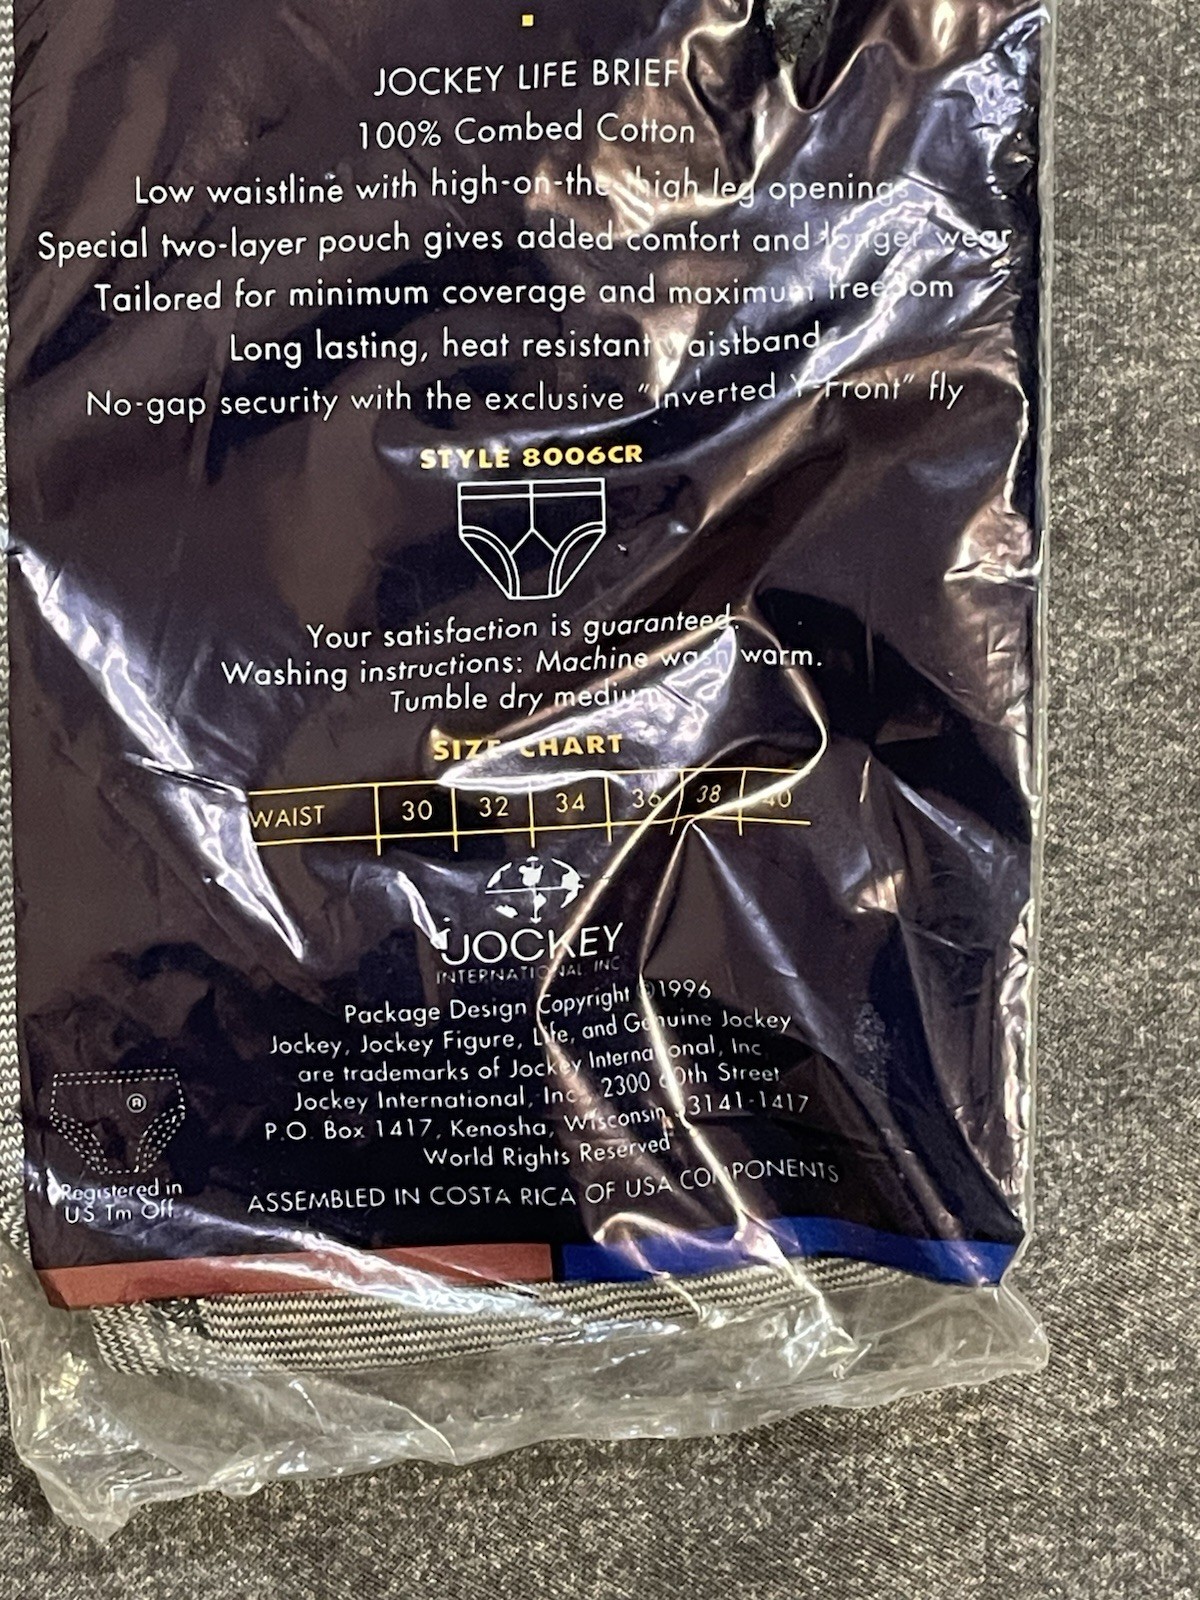 JOCKEY LIFE BRIEF
100% Combed Cotton
Low waistline with high-on-the thigh leg openings
Special two-layer pouch gives added comfort and longer wear
Tailored for minimum coverage and maximum freedom
Long lasting, heat resistant waistband
No-gap security with the exclusive "Inverted Y-Front" fly
STYLE 8006CR
Your satisfaction is guaranteed.
Washing instructions: Machine wash warm.
Tumble dry medium
SIZE CHART
WAIST 30 32 34 36 38 40
JOCKEY
INTERNATIONAL INC
Package Design Copyright ©1996
Jockey, Jockey Figure, Life, and Genuine Jockey
are trademarks of Jockey International, Inc
Jockey International, Inc. 2300 60th Street
P.O. Box 1417, Kenosha, Wisconsin 53141-1417
World Rights Reserved
®
Registered in
US Tm Off
ASSEMBLED IN COSTA RICA OF USA COMPONENTS